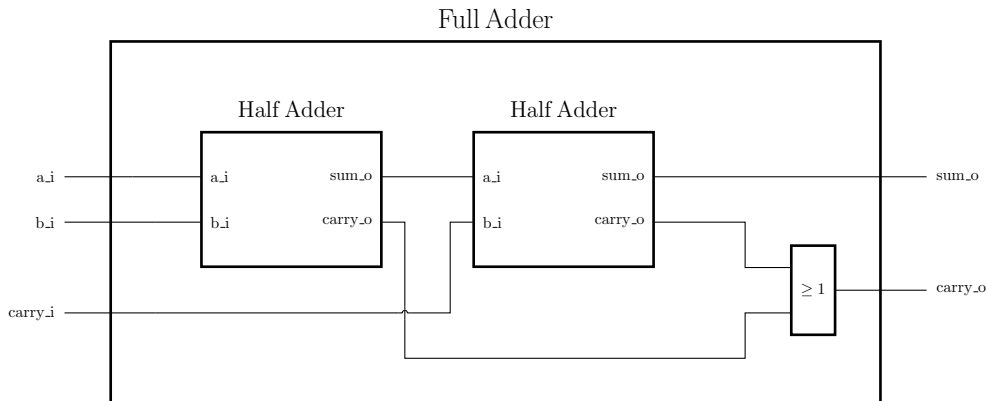 Full Adder
Half Adder
Half Adder
a_i
a_i
sum_o
a_i
sum_o
sum_o
b_i
b_i
carry_o
b_i
carry_o
≥ 1
carry_o
carry_i